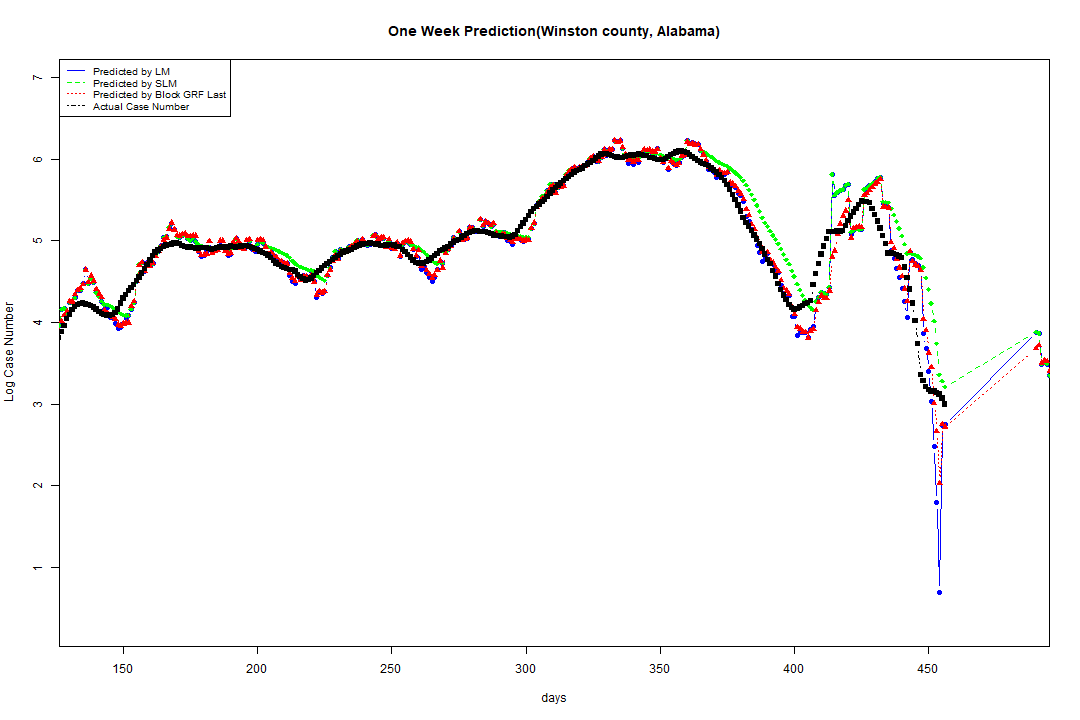 One Week Prediction(Winston county, Alabama)
Predicted by LM
Predicted by SLM
Predicted by Block GRF Last
Actual Case Number
7
6
5
4
3
2
1
Log Case Number
150 200 250 300 350 400 450
days